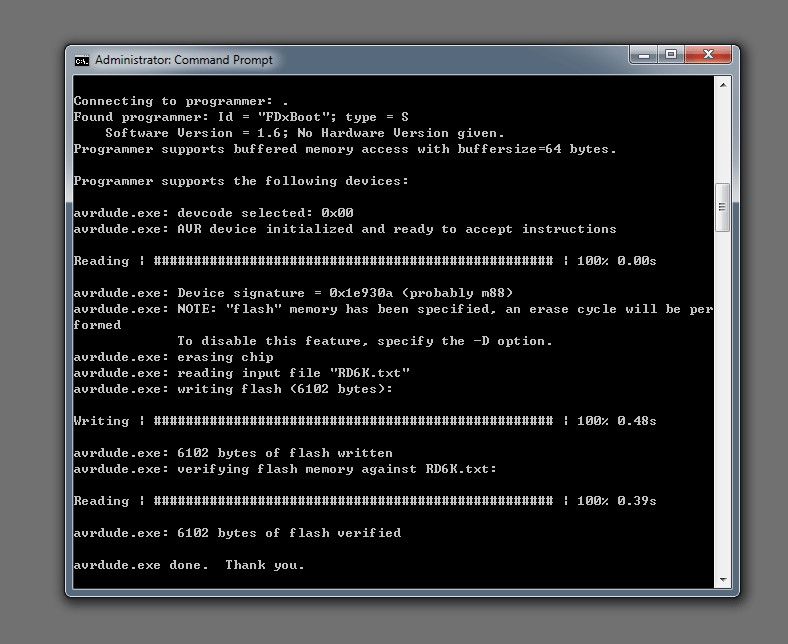 Administrator: Command Prompt
Connecting to programmer: .
Found programmer: Id = "FDxBoot"; type = S
    Software Version = 1.6; No Hardware Version given.
Programmer supports buffered memory access with buffersize=64 bytes.
Programmer supports the following devices:
avrdude.exe: devcode selected: 0x00
avrdude.exe: AVR device initialized and ready to accept instructions
Reading | ################################################## | 100% 0.00s
avrdude.exe: Device signature = 0x1e930a (probably m88)
avrdude.exe: NOTE: "flash" memory has been specified, an erase cycle will be per
formed
             To disable this feature, specify the -D option.
avrdude.exe: erasing chip
avrdude.exe: reading input file "RD6K.txt"
avrdude.exe: writing flash (6102 bytes):
Writing | ################################################## | 100% 0.48s
avrdude.exe: 6102 bytes of flash written
avrdude.exe: verifying flash memory against RD6K.txt:
Reading | ################################################## | 100% 0.39s
avrdude.exe: 6102 bytes of flash verified
avrdude.exe done.  Thank you.